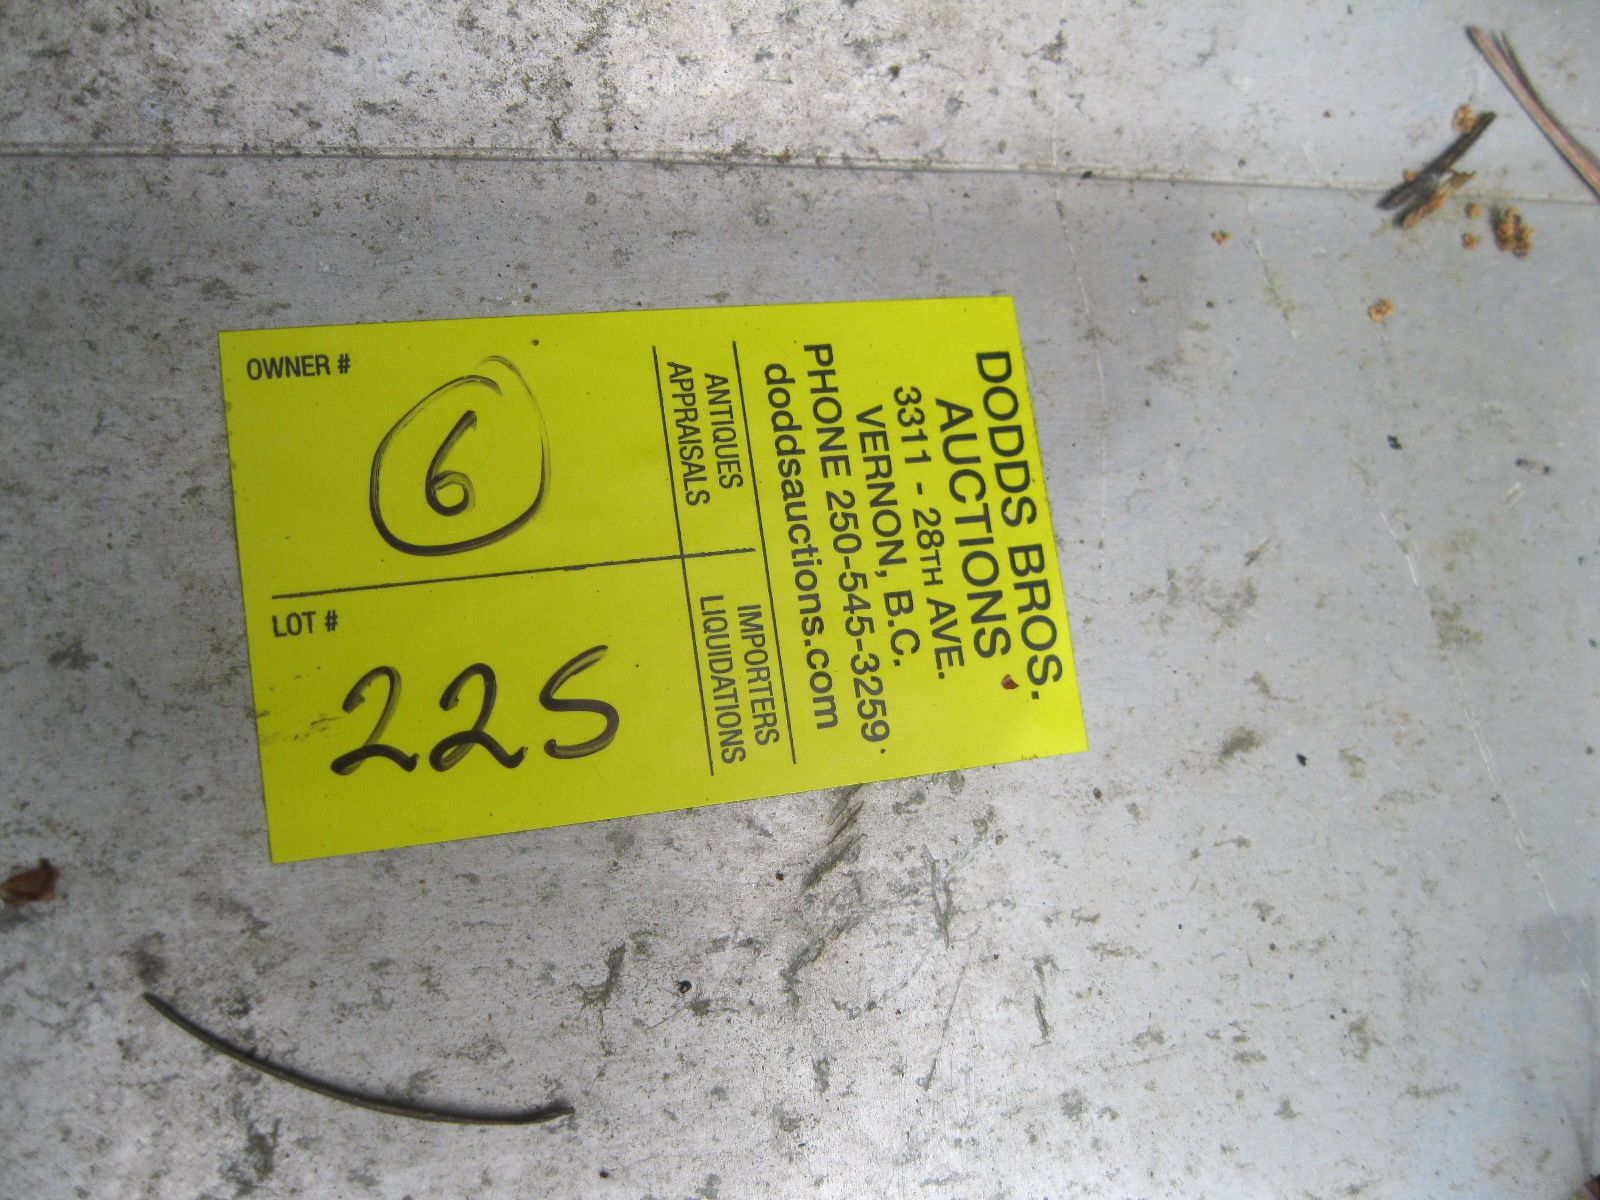 DODDS BROS.
AUCTIONS
3311 - 28TH AVE.
VERNON, B.C.
PHONE 250-545-3259
doddsauctions.com
ANTIQUES
APPRAISALS
IMPORTERS
LIQUIDATIONS
OWNER #
6
LOT #
225